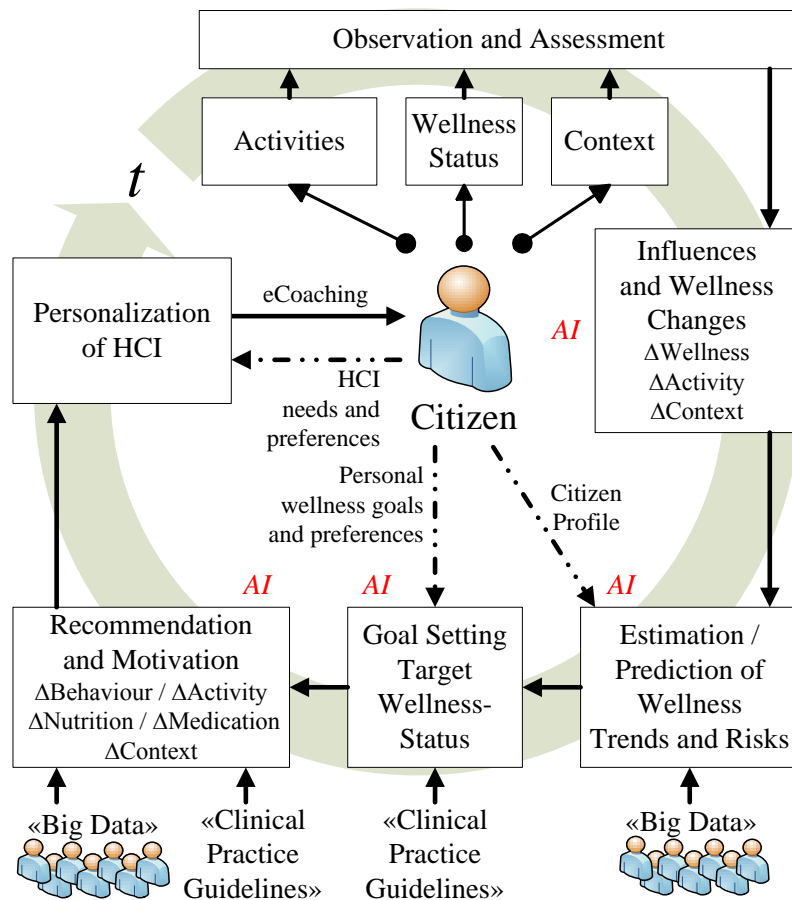 Observation and Assessment
Activities
Wellness
Status
Context
t
Personalization
of HCI
eCoaching
HCI
needs and
preferences
Citizen
AI
Influences
and Wellness
Changes
ΔWellness
ΔActivity
ΔContext
Personal
wellness goals
and preferences
Citizen
Profile
AI
AI
AI
Recommendation
and Motivation
ΔBehaviour / ΔActivity
ΔNutrition / ΔMedication
ΔContext
Goal Setting
Target
Wellness-
Status
Estimation /
Prediction of
Wellness
Trends and Risks
«Big Data»
«Clinical
Practice
Guidelines»
«Clinical
Practice
Guidelines»
«Big Data»